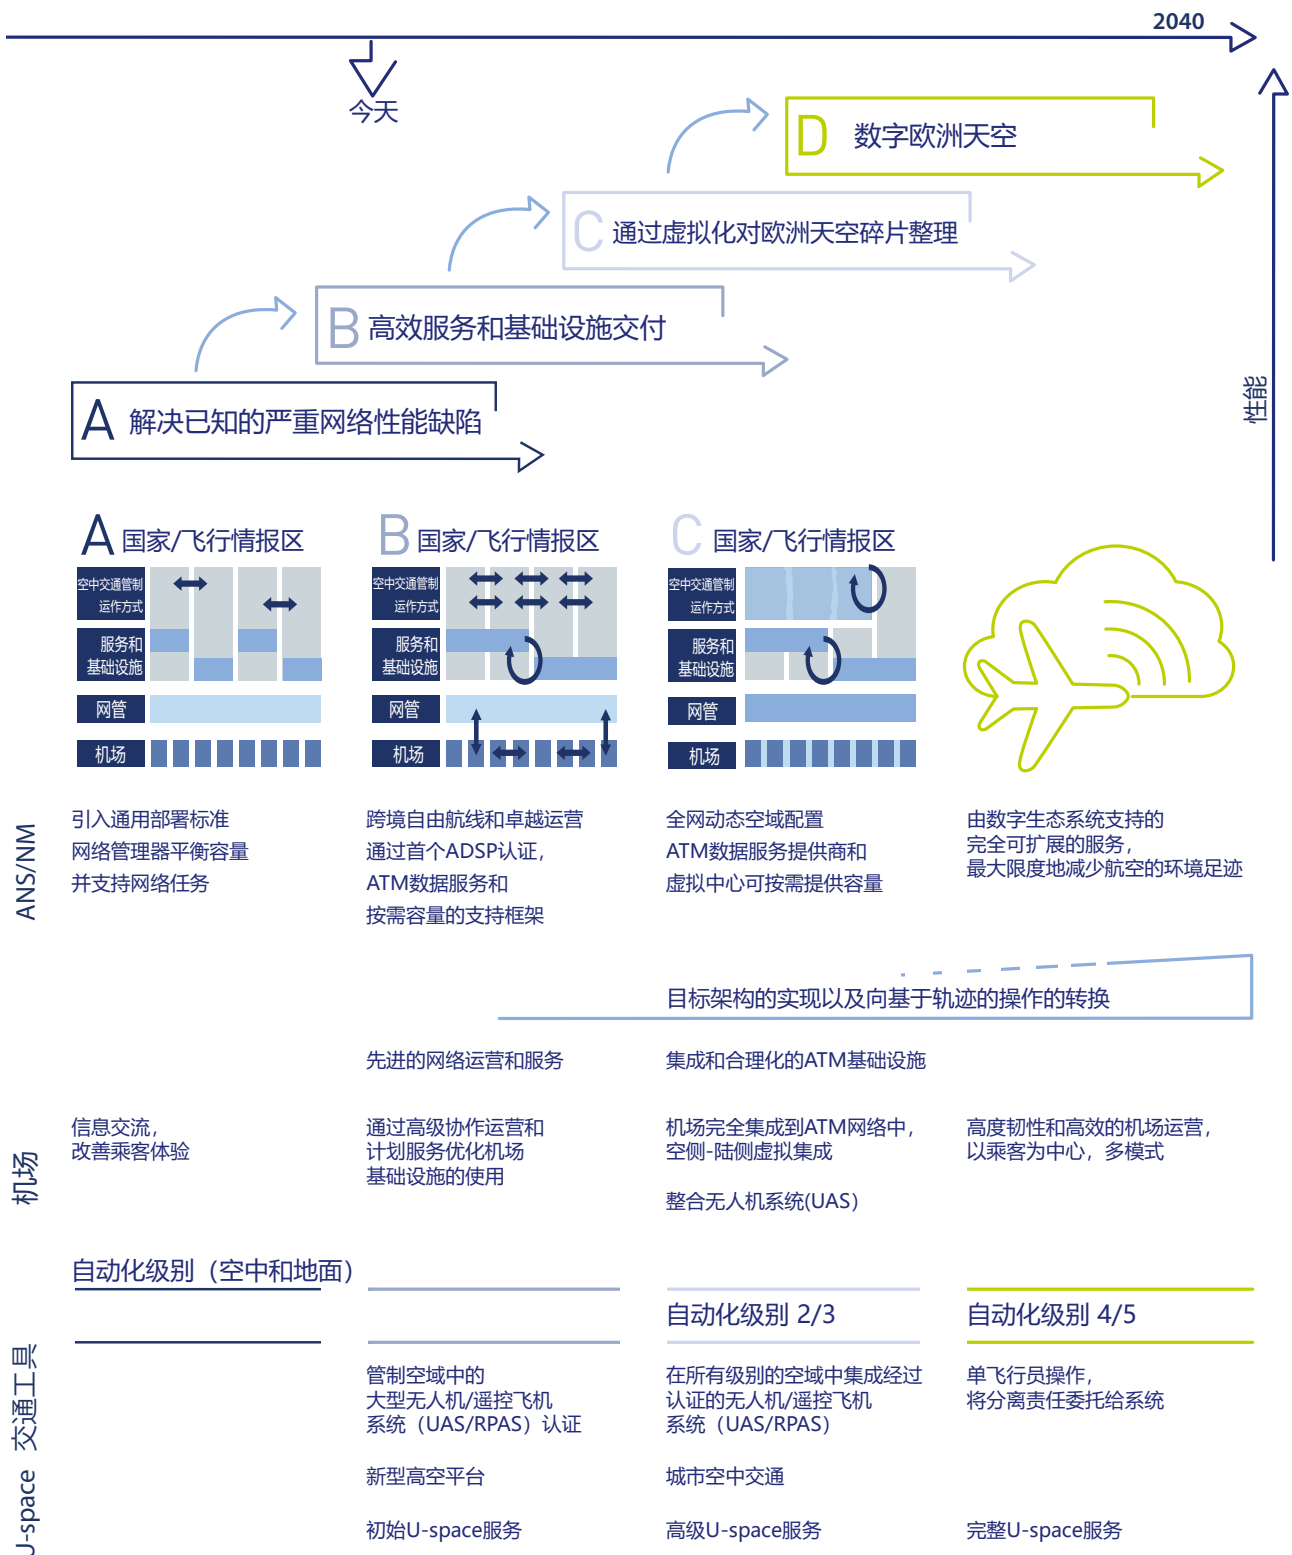 2040
今天
D 数字欧洲天空
C 通过虚拟化对欧洲天空碎片整理
B 高效服务和基础设施交付
A 解决已知的严重网络性能缺陷
性能
A 国家/飞行情报区
空中交通管制
运作方式
服务和
基础设施
网管
机场
B 国家/飞行情报区
空中交通管制
运作方式
服务和
基础设施
网管
机场
C 国家/飞行情报区
空中交通管制
运作方式
服务和
基础设施
网管
机场
ANS/NM
引入通用部署标准
网络管理器平衡容量
并支持网络任务
跨境自由航线和卓越运营
通过首个ADSP认证，
ATM数据服务和
按需容量的支持框架
全网动态空域配置
ATM数据服务提供商和
虚拟中心可按需提供容量
由数字生态系统支持的
完全可扩展的服务，
最大限度地减少航空的环境足迹
目标架构的实现以及向基于轨迹的操作的转换
先进的网络运营和服务
集成和合理化的ATM基础设施
机场
信息交流，
改善乘客体验
通过高级协作运营和
计划服务优化机场
基础设施的使用
机场完全集成到ATM网络中，
空侧-陆侧虚拟集成
整合无人机系统(UAS）
高度韧性和高效的机场运营，
以乘客为中心，多模式
自动化级别（空中和地面）
自动化级别 2/3
自动化级别 4/5
交通工具
管制空域中的
大型无人机/遥控飞机
系统（UAS/RPAS）认证
新型高空平台
在所有级别的空域中集成经过
认证的无人机/遥控飞机
系统（UAS/RPAS）
城市空中交通
单飞行员操作，
将分离责任委托给系统
U-space
初始U-space服务
高级U-space服务
完整U-space服务